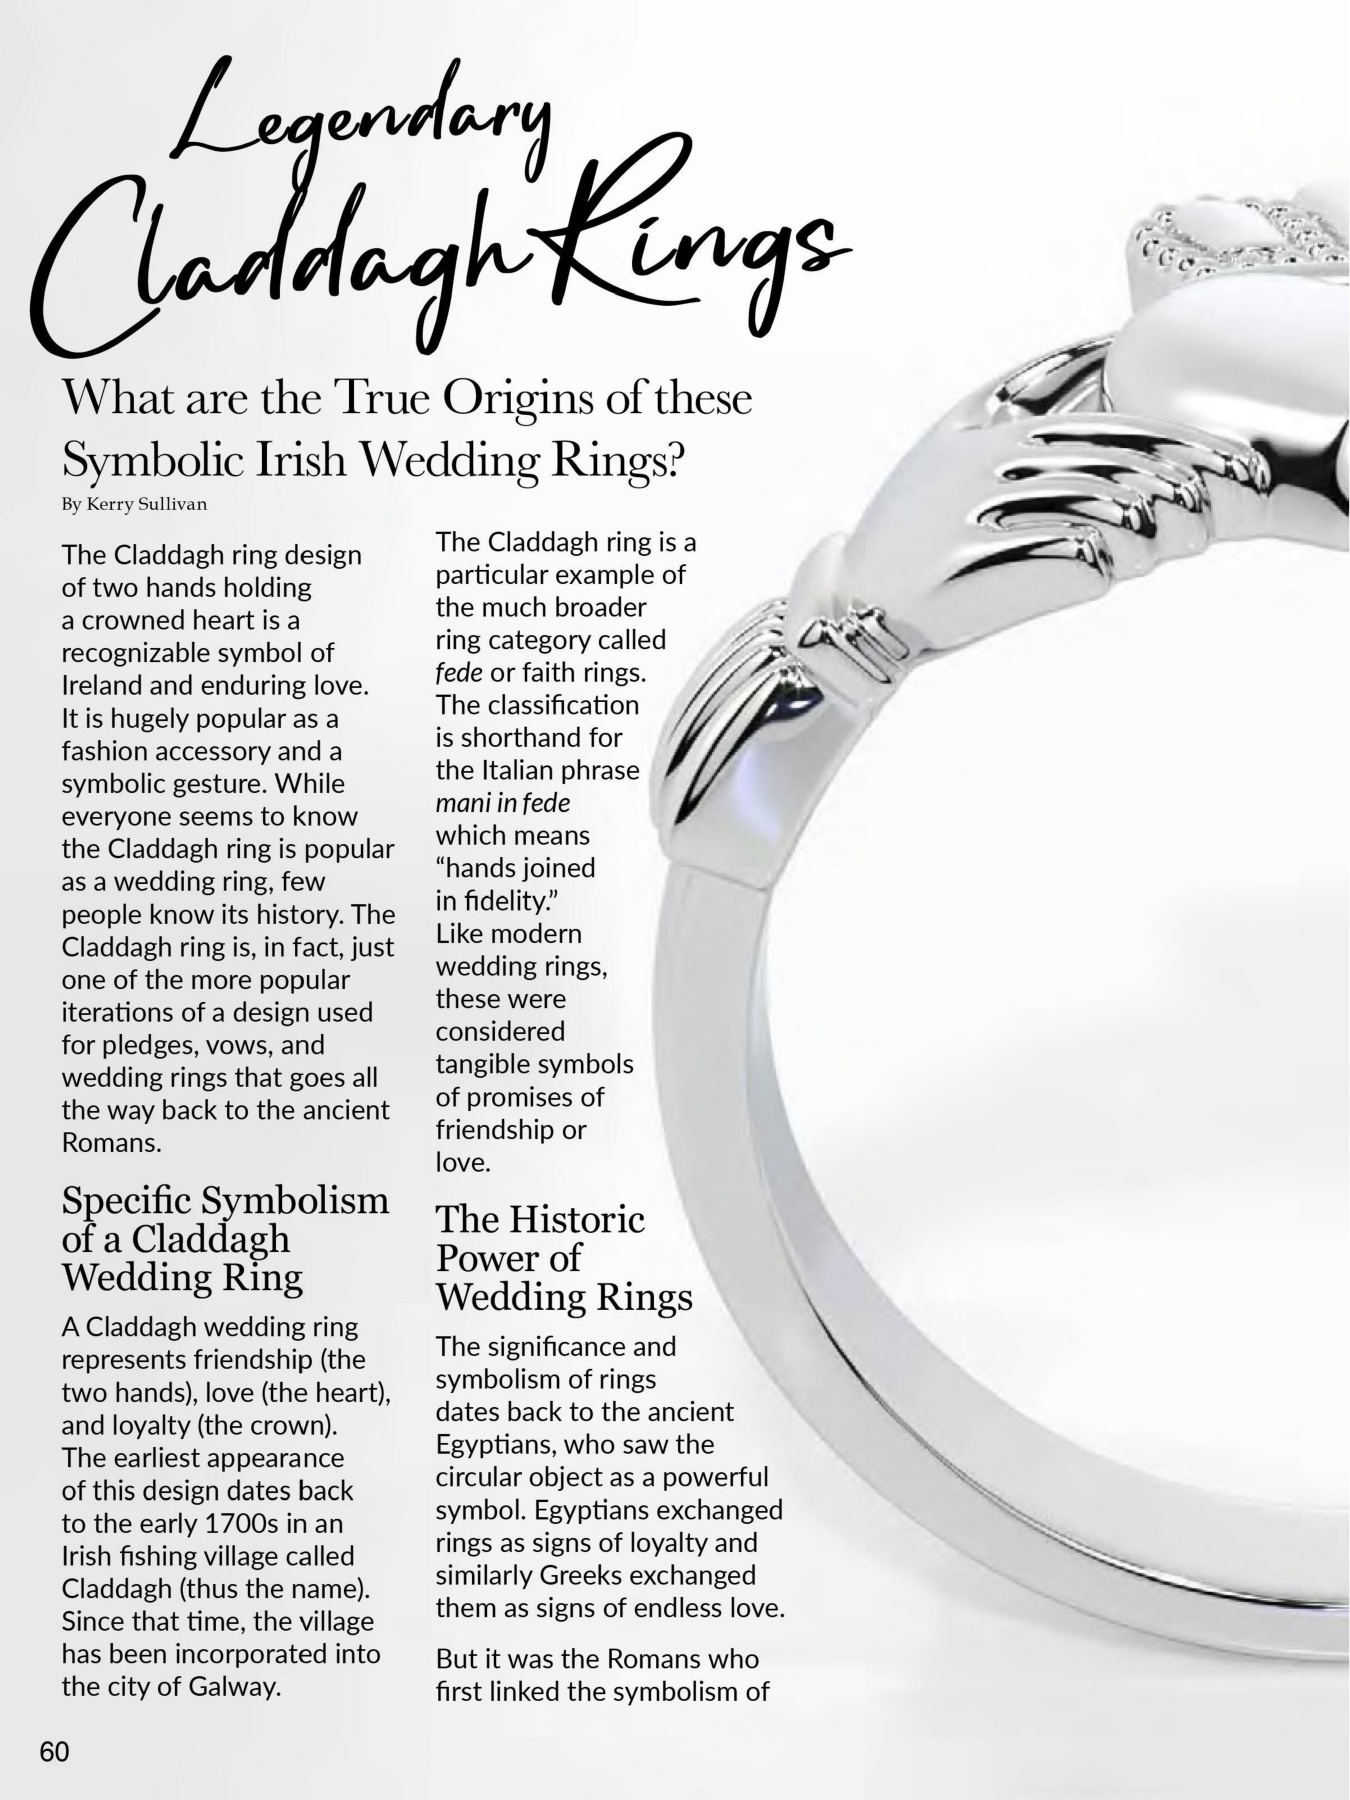 Legendary
Claddagh Rings
What are the True Origins of these
Symbolic Irish Wedding Rings?
By Kerry Sullivan
The Claddagh ring design
of two hands holding
a crowned heart is a
recognizable symbol of
Ireland and enduring love.
It is hugely popular as a
fashion accessory and a
symbolic gesture. While
everyone seems to know
the Claddagh ring is popular
as a wedding ring, few
people know its history. The
Claddagh ring is, in fact, just
one of the more popular
iterations of a design used
for pledges, vows, and
wedding rings that goes all
the way back to the ancient
Romans.
Specific Symbolism
of a Claddagh
Wedding Ring
A Claddagh wedding ring
represents friendship (the
two hands), love (the heart),
and loyalty (the crown).
The earliest appearance
of this design dates back
to the early 1700s in an
Irish fishing village called
Claddagh (thus the name).
Since that time, the village
has been incorporated into
the city of Galway.
The Claddagh ring is a
particular example of
the much broader
ring category called
fede or faith rings.
The classification
is shorthand for
the Italian phrase
mani in fede
which means
“hands joined
in fidelity.”
Like modern
wedding rings,
these were
considered
tangible symbols
of promises of
friendship or
love.
The Historic
Power of
Wedding Rings
The significance and
symbolism of rings
dates back to the ancient
Egyptians, who saw the
circular object as a powerful
symbol. Egyptians exchanged
rings as signs of loyalty and
similarly Greeks exchanged
them as signs of endless love.
But it was the Romans who
first linked the symbolism of
60